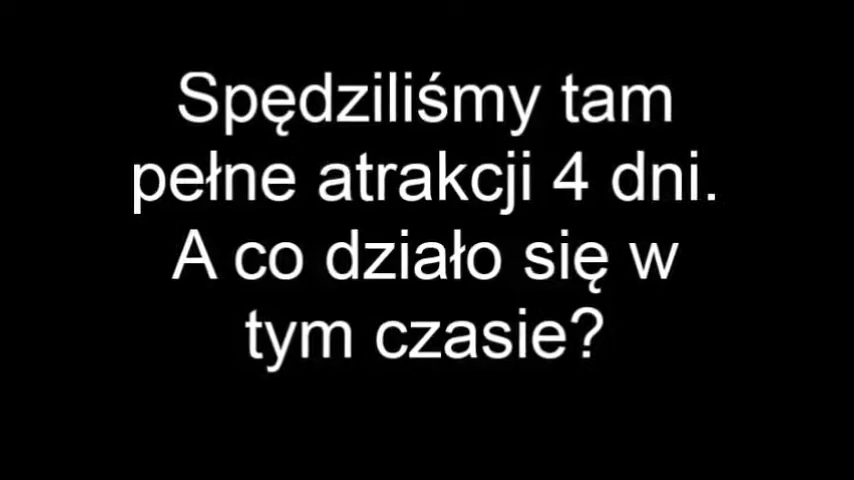 Spędziliśmy tam
pełne atrakcji 4 dni.
A co działo się w
tym czasie?